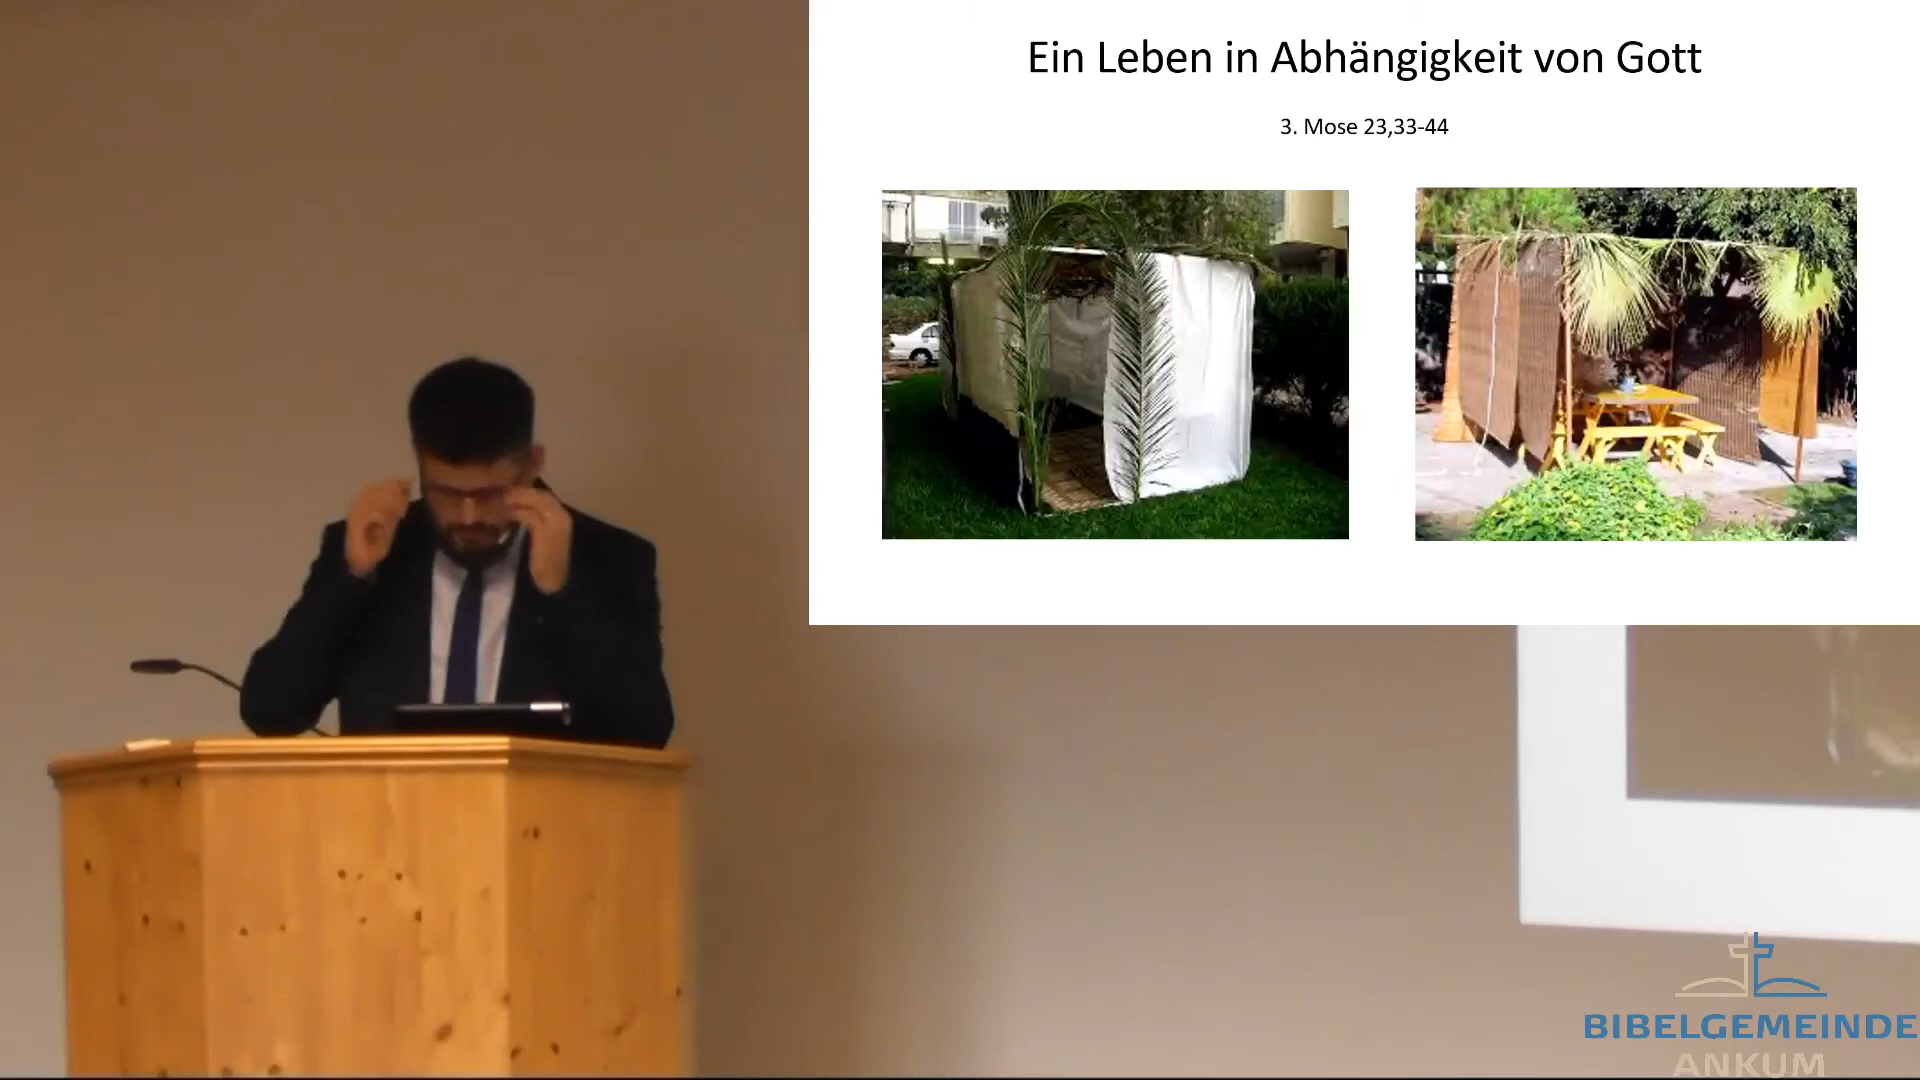 Ein Leben in Abhängigkeit von Gott
3. Mose 23,33-44
BIBELGEMEINDE
ANKUM